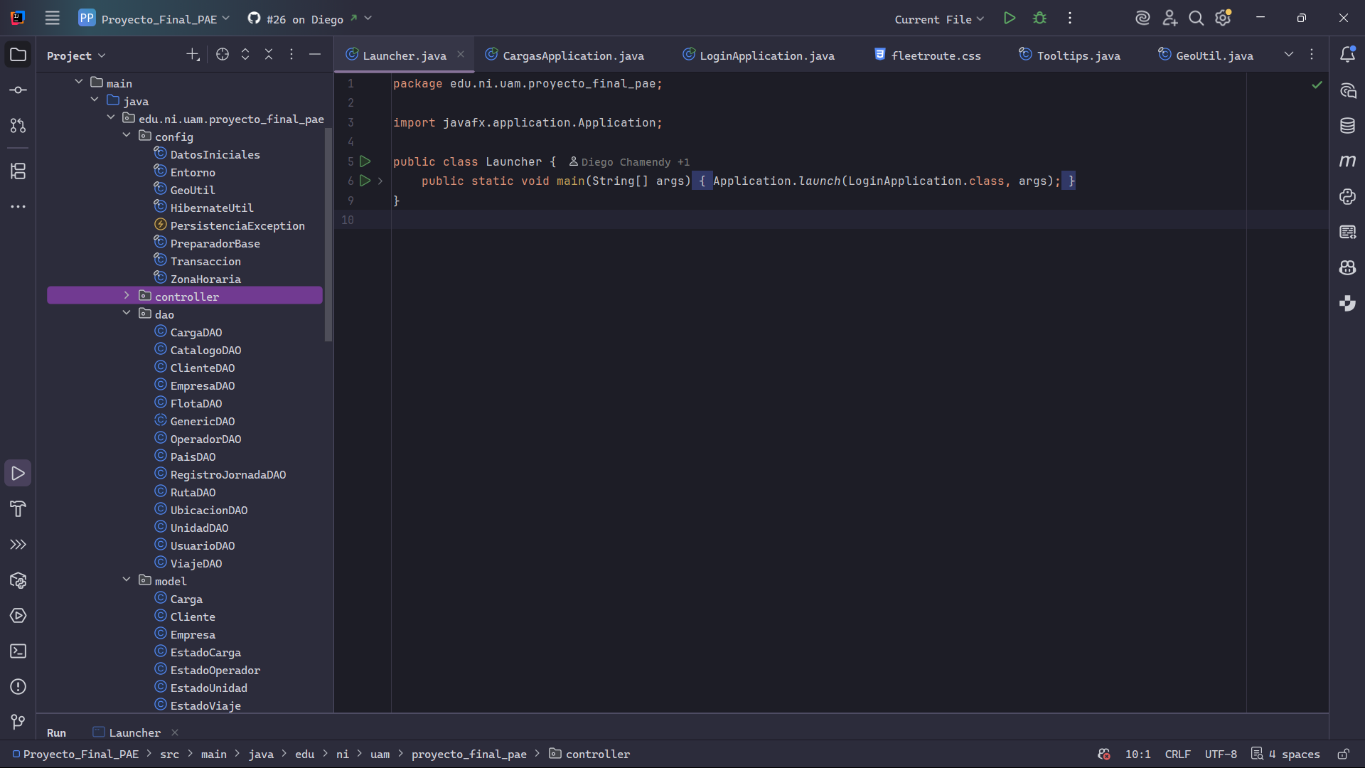 PP Proyecto_Final_PAE #26 on Diego Current File
Project
Launcher.java CargasApplication.java LoginApplication.java fleetroute.css Tooltips.java GeoUtil.java
main
java
edu.ni.uam.proyecto_final_pae
config
DatosIniciales
Entorno
GeoUtil
HibernateUtil
PersistenciaException
PreparadorBase
Transaccion
ZonaHoraria
controller
dao
CargaDAO
CatalogoDAO
ClienteDAO
EmpresaDAO
FlotaDAO
GenericDAO
OperadorDAO
PaisDAO
RegistroJornadaDAO
RutaDAO
UbicacionDAO
UnidadDAO
UsuarioDAO
ViajeDAO
model
Carga
Cliente
Empresa
EstadoCarga
EstadoOperador
EstadoUnidad
EstadoViaje
1 package edu.ni.uam.proyecto_final_pae;
2
3 import javafx.application.Application;
4
5 public class Launcher { Diego Chamendy +1
6 public static void main(String[] args) { Application.launch(LoginApplication.class, args); }
9 }
10
Run Launcher
Proyecto_Final_PAE > src > main > java > edu > ni > uam > proyecto_final_pae > controller 10:1 CRLF UTF-8 4 spaces